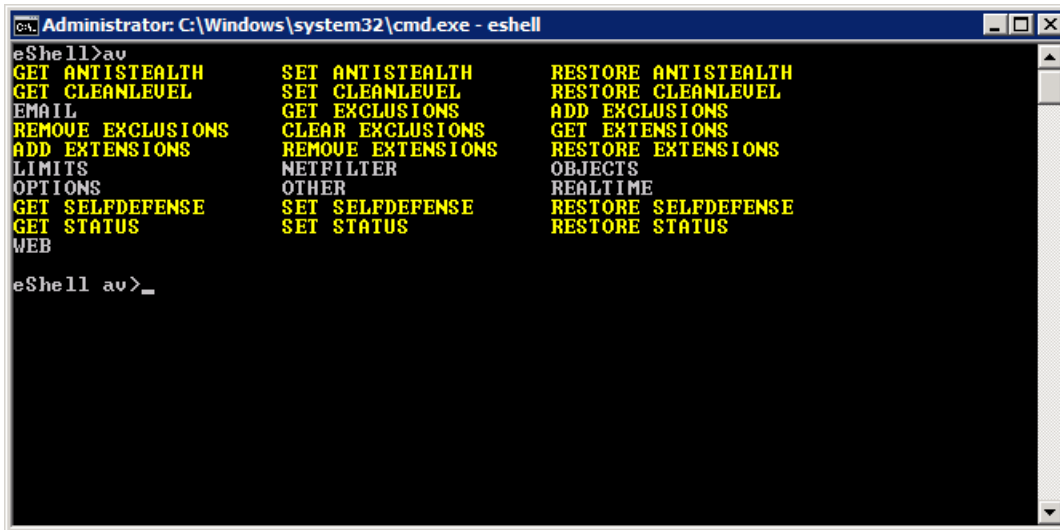 Administrator: C:\Windows\system32\cmd.exe - eshell
eShell>av
GET ANTISTEALTH SET ANTISTEALTH RESTORE ANTISTEALTH
GET CLEANLEVEL SET CLEANLEVEL RESTORE CLEANLEVEL
EMAIL GET EXCLUSIONS ADD EXCLUSIONS
REMOVE EXCLUSIONS CLEAR EXCLUSIONS GET EXTENSIONS
ADD EXTENSIONS REMOVE EXTENSIONS RESTORE EXTENSIONS
LIMITS NETFILTER OBJECTS
OPTIONS OTHER REALTIME
GET SELFDEFENSE SET SELFDEFENSE RESTORE SELFDEFENSE
GET STATUS SET STATUS RESTORE STATUS
WEB
eShell av>_